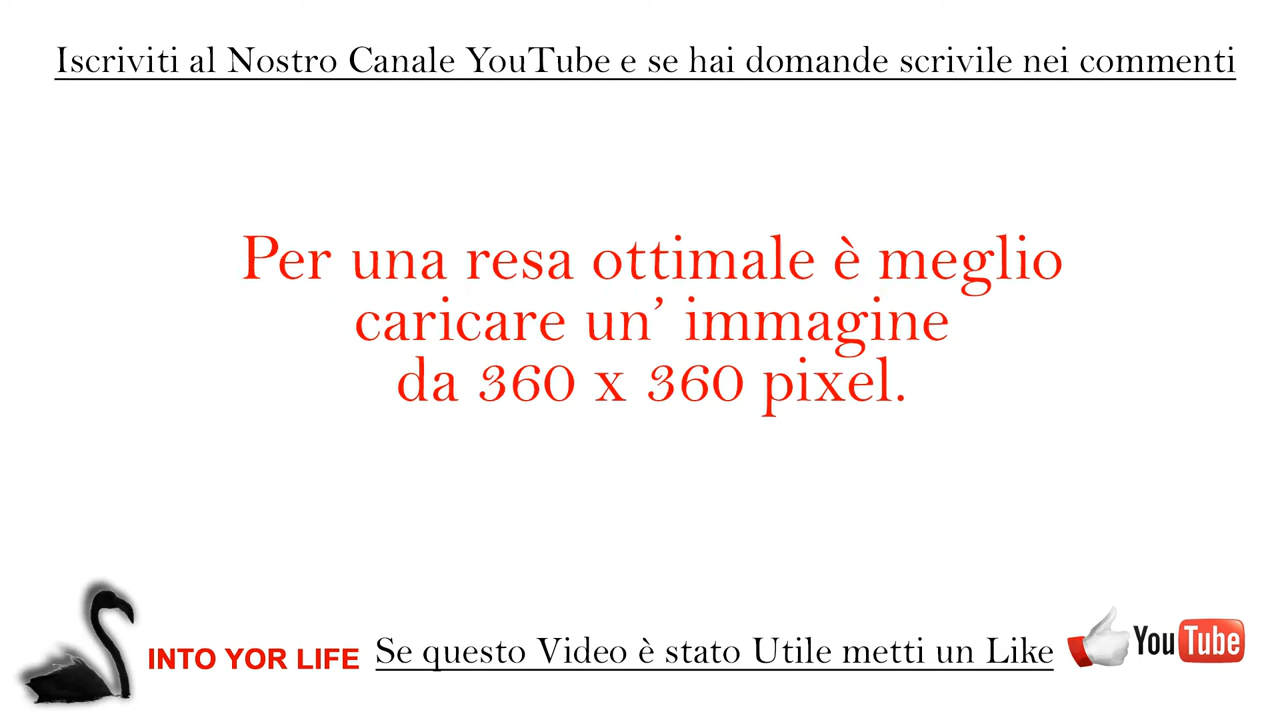 Iscriviti al Nostro Canale YouTube e se hai domande scrivile nei commenti
Per una resa ottimale è meglio
caricare un’ immagine
da 360 x 360 pixel.
INTO YOR LIFE Se questo Video è stato Utile metti un Like YouTube